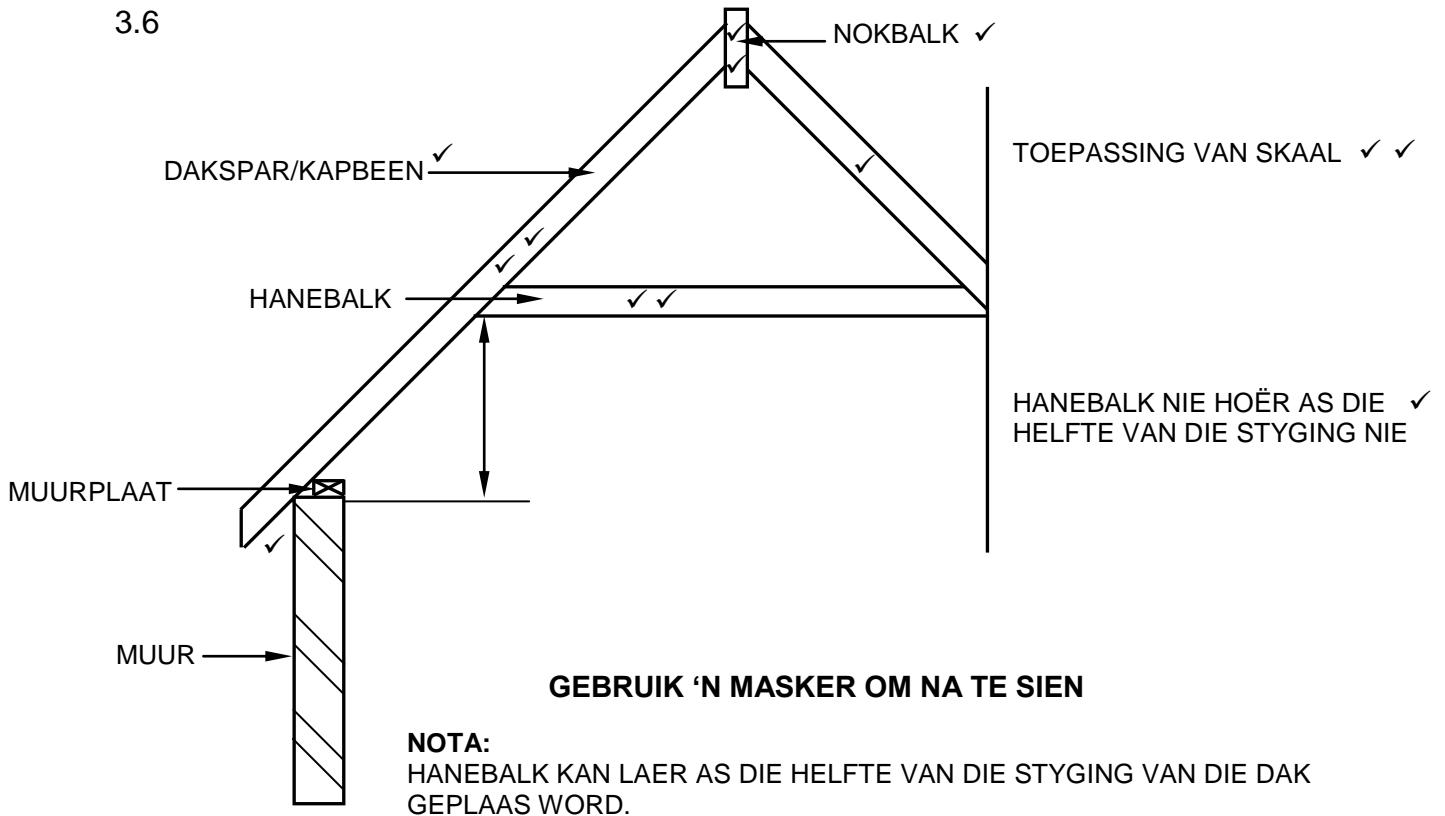 3.6
NOKBALK ✓
DAKSPAR/KAPBEEN ✓
TOEPASSING VAN SKAAL ✓ ✓
HANEBALK
HANEBALK NIE HOËR AS DIE ✓
HELFTE VAN DIE STYGING NIE
MUURPLAAT
MUUR
GEBRUIK ‘N MASKER OM NA TE SIEN
NOTA:
HANEBALK KAN LAER AS DIE HELFTE VAN DIE STYGING VAN DIE DAK
GEPLAAS WORD.